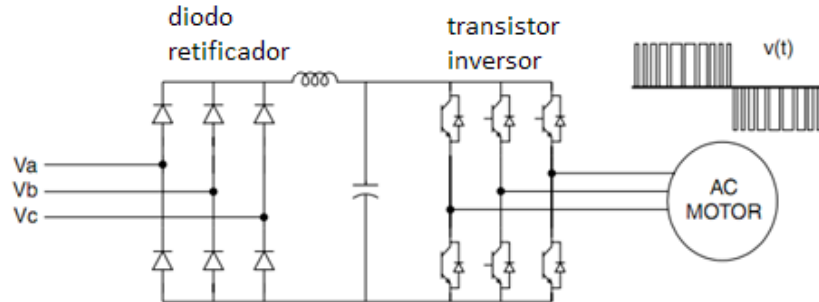 diodo
retificador
transistor
inversor
v(t)
Va
Vb
Vc
AC
MOTOR